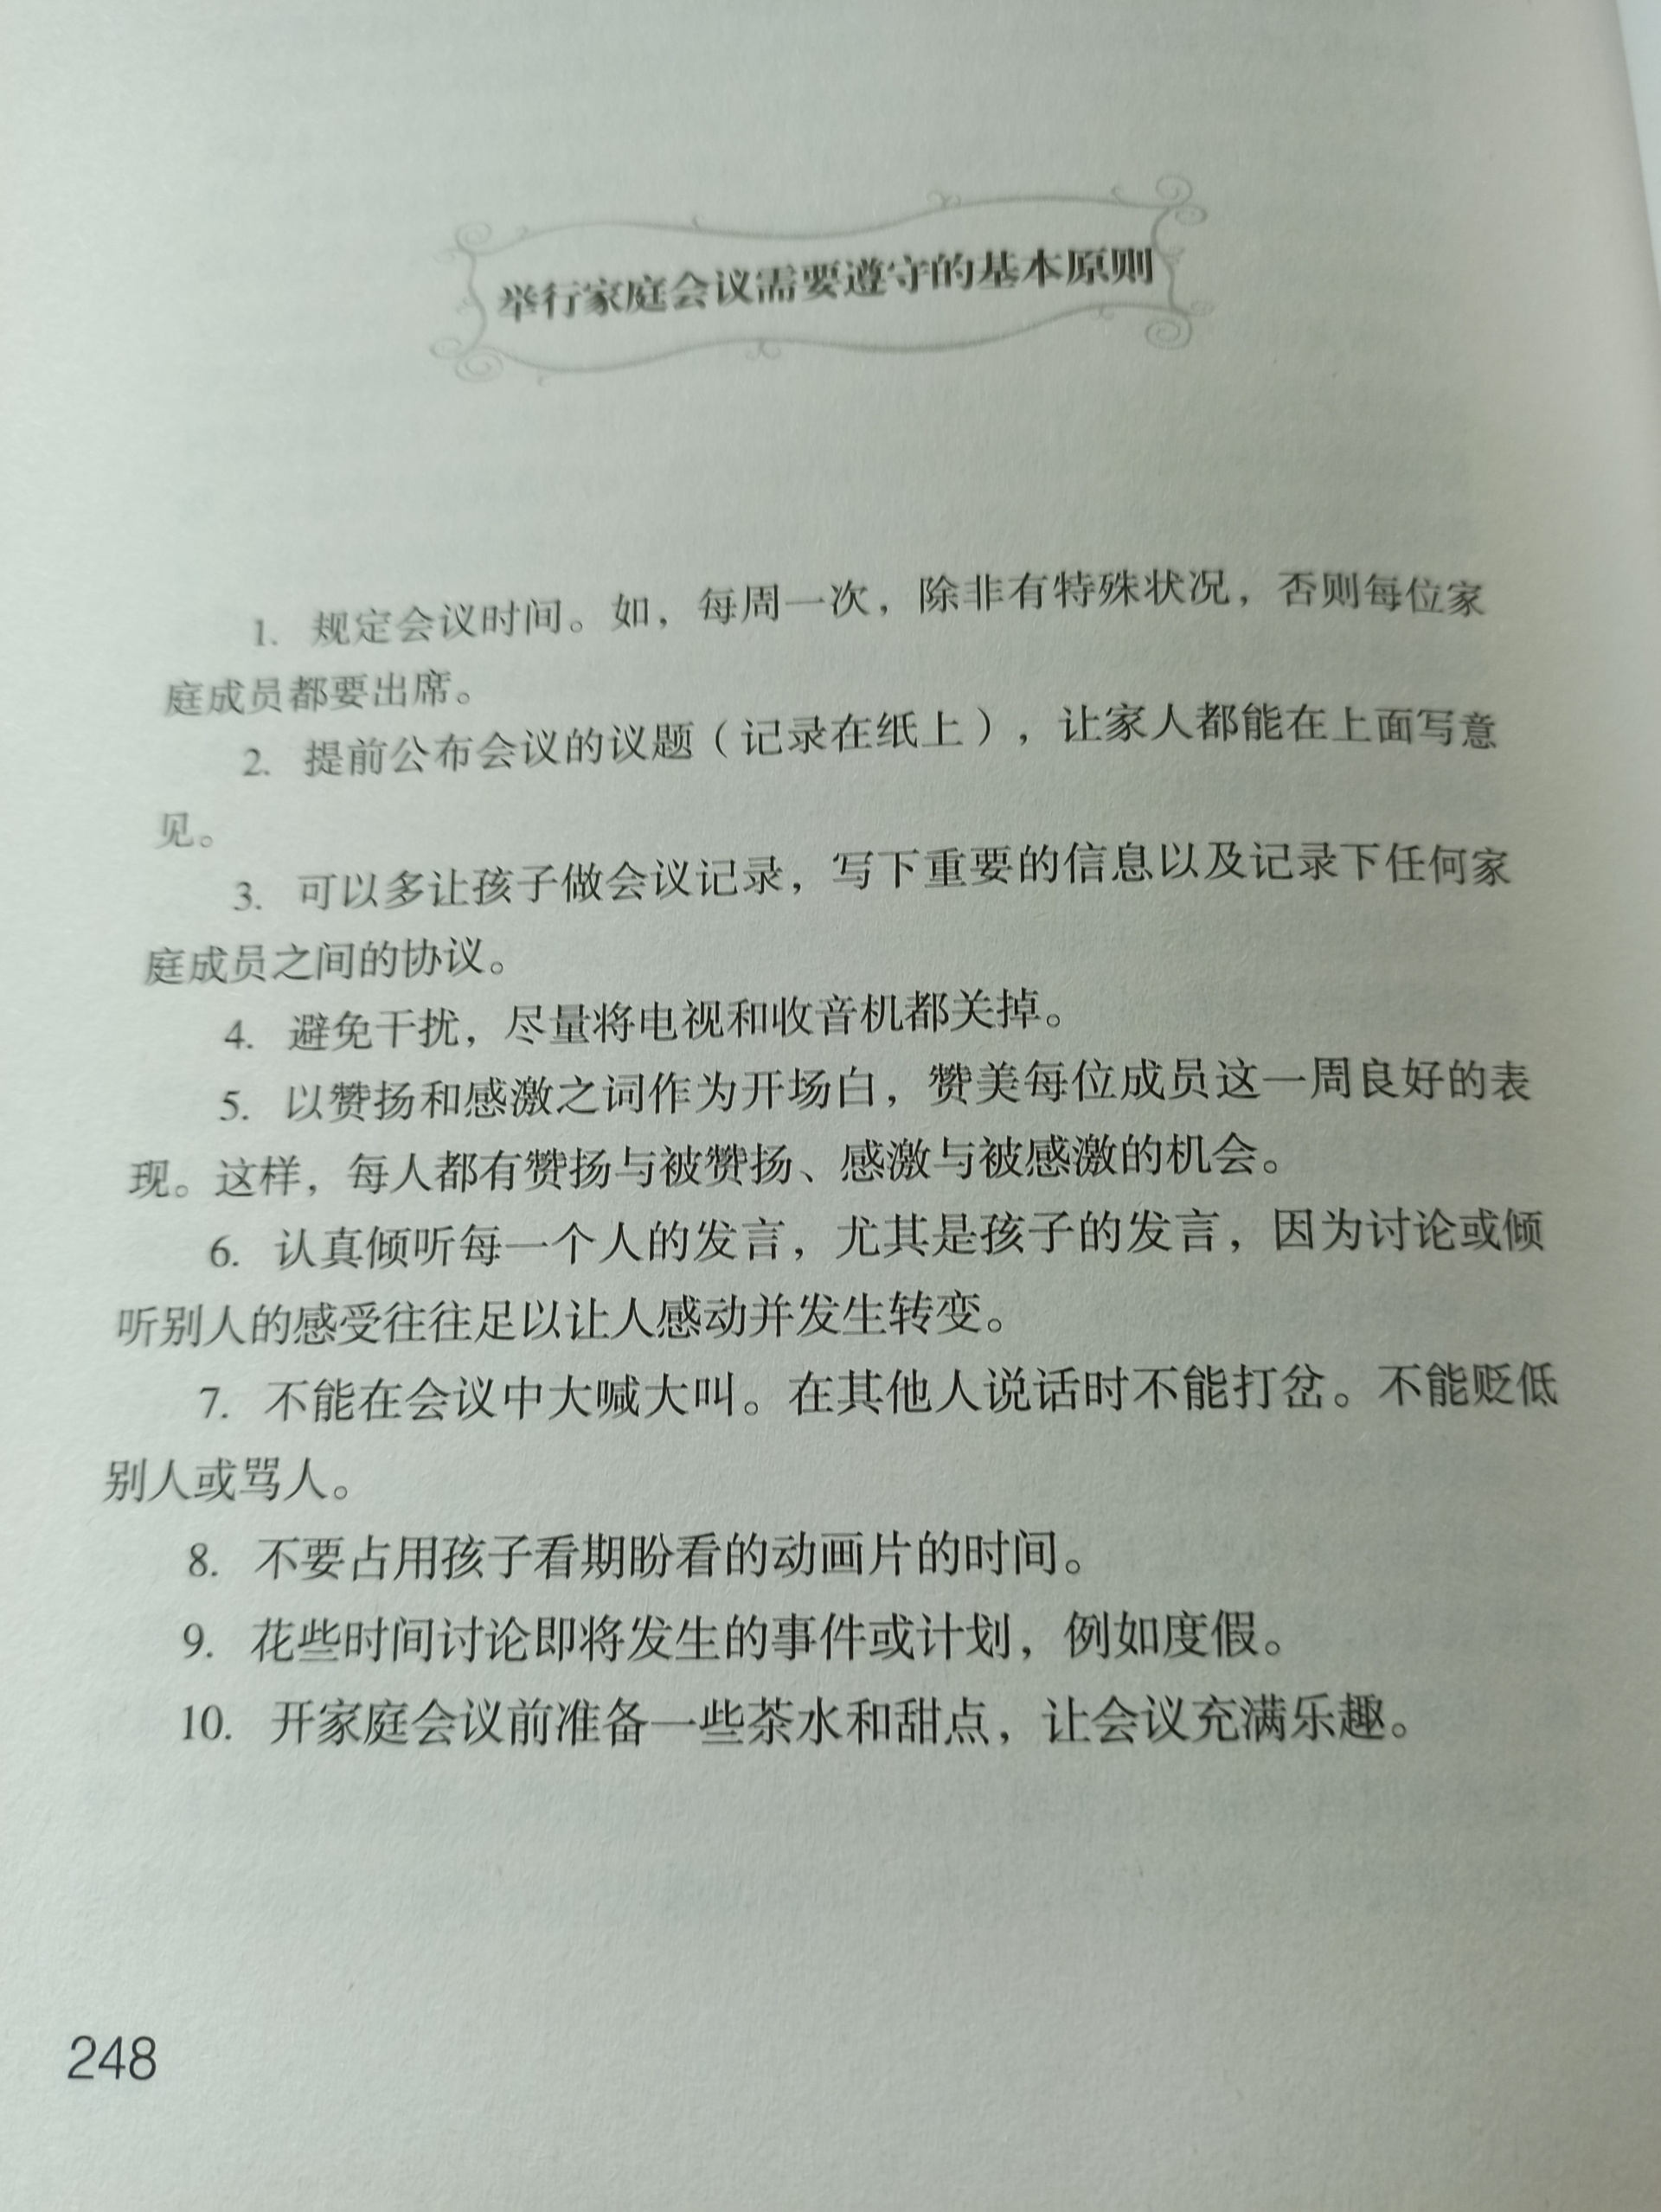 举行家庭会议需要遵守的基本原则
1. 规定会议时间。如，每周一次，除非有特殊状况，否则每位家
庭成员都要出席。
2. 提前公布会议的议题（记录在纸上），让家人都能在上面写意
见。
3. 可以多让孩子做会议记录，写下重要的信息以及记录下任何家
庭成员之间的协议。
4. 避免干扰，尽量将电视和收音机都关掉。
5. 以赞扬和感激之词作为开场白，赞美每位成员这一周良好的表
现。这样，每人都有赞扬与被赞扬、感激与被感激的机会。
6. 认真倾听每一个人的发言，尤其是孩子的发言，因为讨论或倾
听别人的感受往往足以让人感动并发生转变。
7. 不能在会议中大喊大叫。在其他人说话时不能打岔。不能贬低
别人或骂人。
8. 不要占用孩子看期盼看的动画片的时间。
9. 花些时间讨论即将发生的事件或计划，例如度假。
10. 开家庭会议前准备一些茶水和甜点，让会议充满乐趣。
248